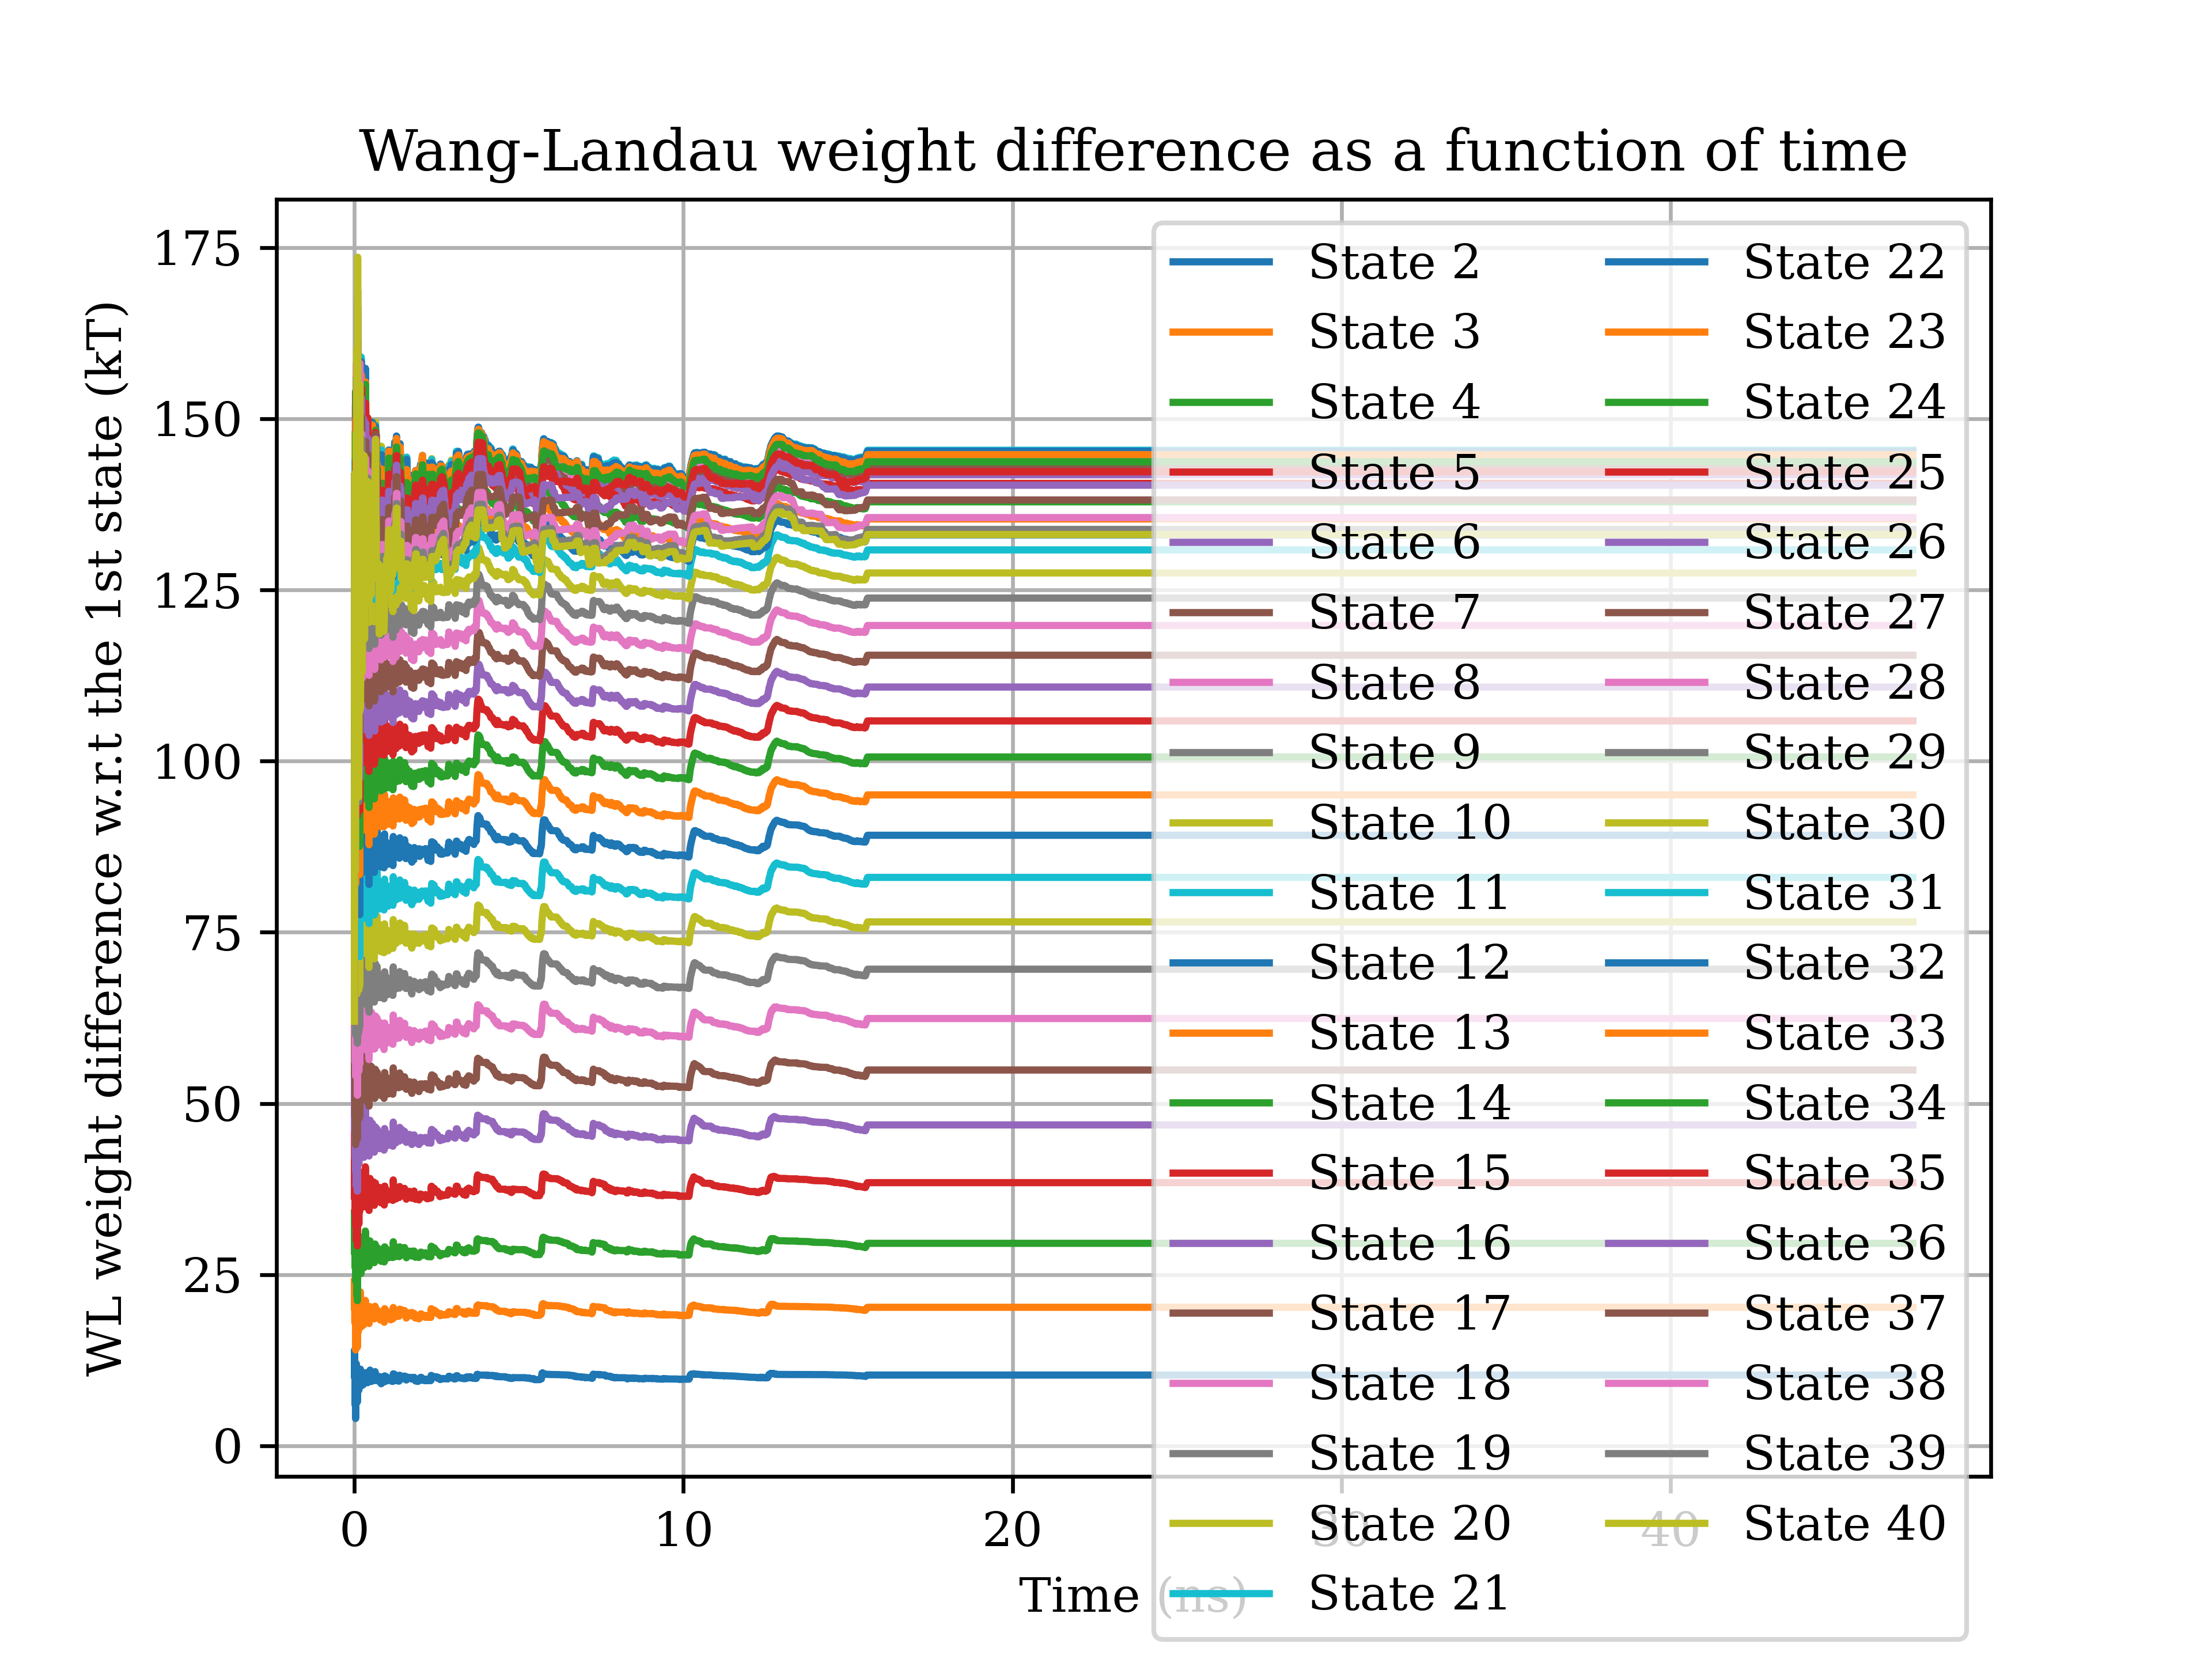 Wang-Landau weight difference as a function of time
WL weight difference w.r.t the 1st state (kT)
175
150
125
100
75
50
25
0
0 10 20 30 40
Time (ns)
State 2
State 3
State 4
State 5
State 6
State 7
State 8
State 9
State 10
State 11
State 12
State 13
State 14
State 15
State 16
State 17
State 18
State 19
State 20
State 21
State 22
State 23
State 24
State 25
State 26
State 27
State 28
State 29
State 30
State 31
State 32
State 33
State 34
State 35
State 36
State 37
State 38
State 39
State 40